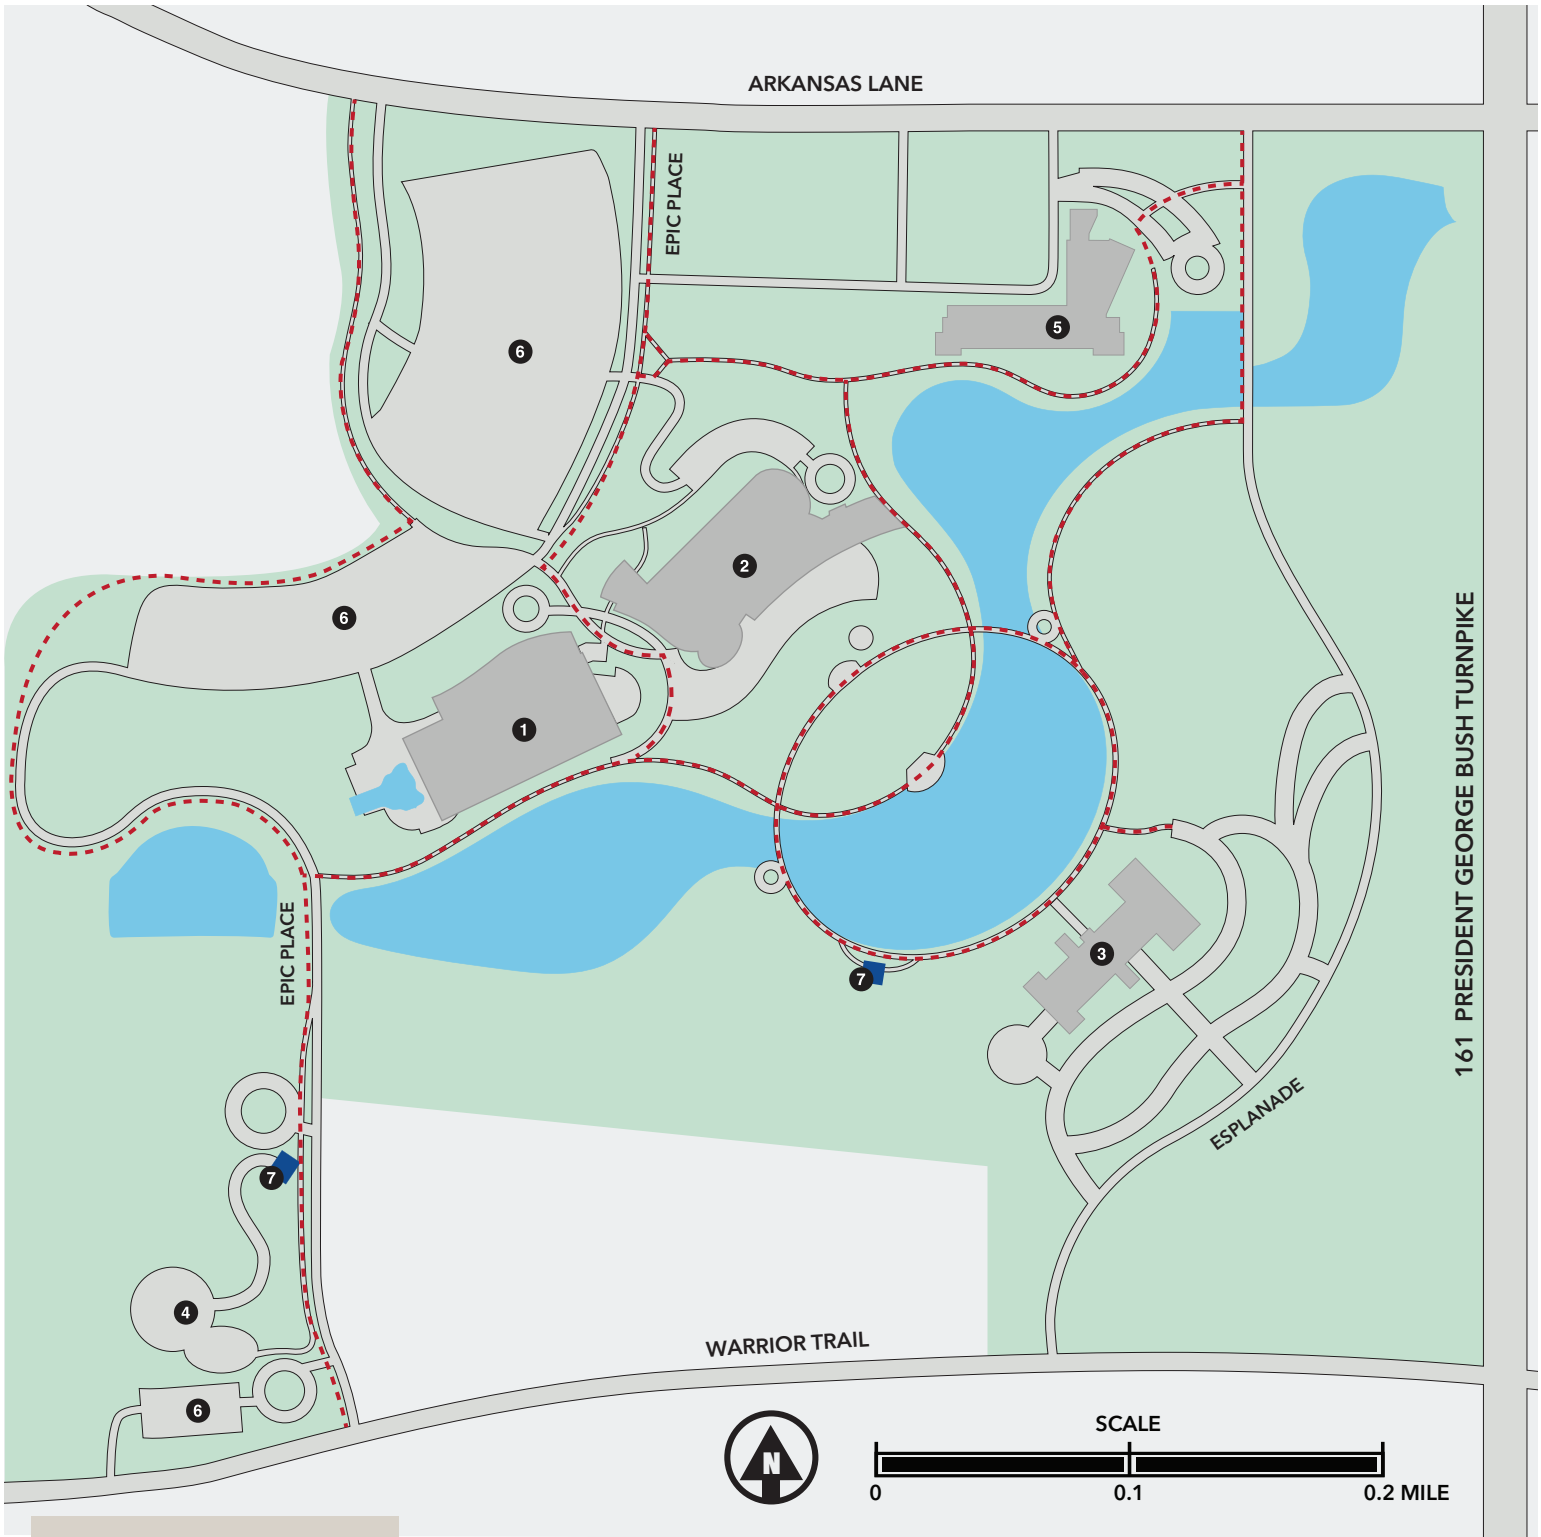 ARKANSAS LANE
EPIC PLACE
5
6
2
6
161 PRESIDENT GEORGE BUSH TURNPIKE
1
EPIC PLACE
3
7
ESPLANADE
7
4
WARRIOR TRAIL
6
N
SCALE
0 0.1 0.2 MILE